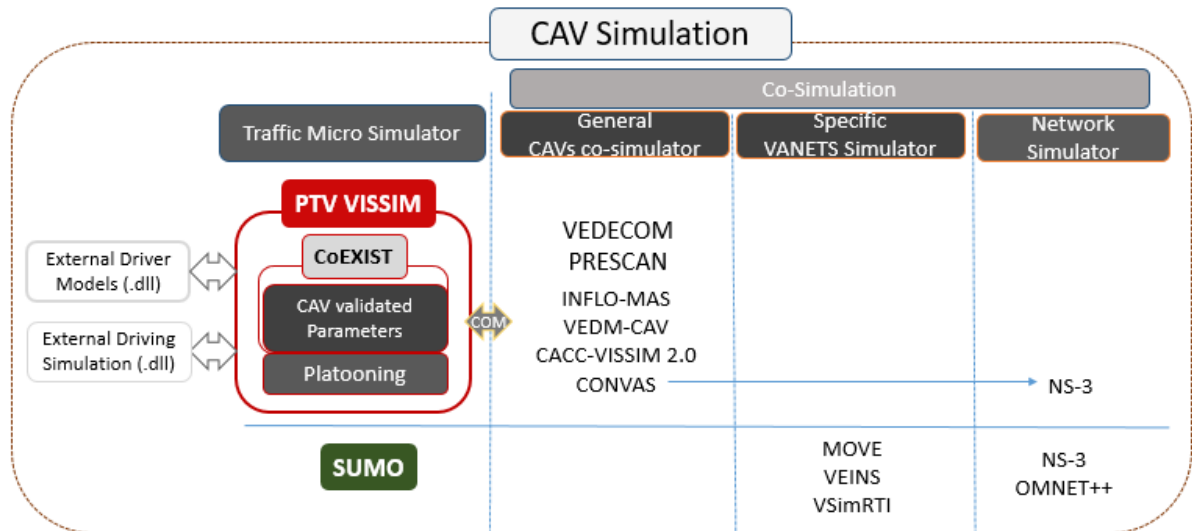 CAV Simulation
Co-Simulation
Traffic Micro Simulator
General
CAVs co-simulator
Specific
VANETS Simulator
Network
Simulator
PTV VISSIM
CoEXIST
CAV validated
Parameters
Platooning
External Driver
Models (.dll)
External Driving
Simulation (.dll)
COM
VEDECOM
PRESCAN
INFLO-MAS
VEDM-CAV
CACC-VISSIM 2.0
CONVAS
NS-3
SUMO
MOVE
VEINS
VSimRTI
NS-3
OMNET++